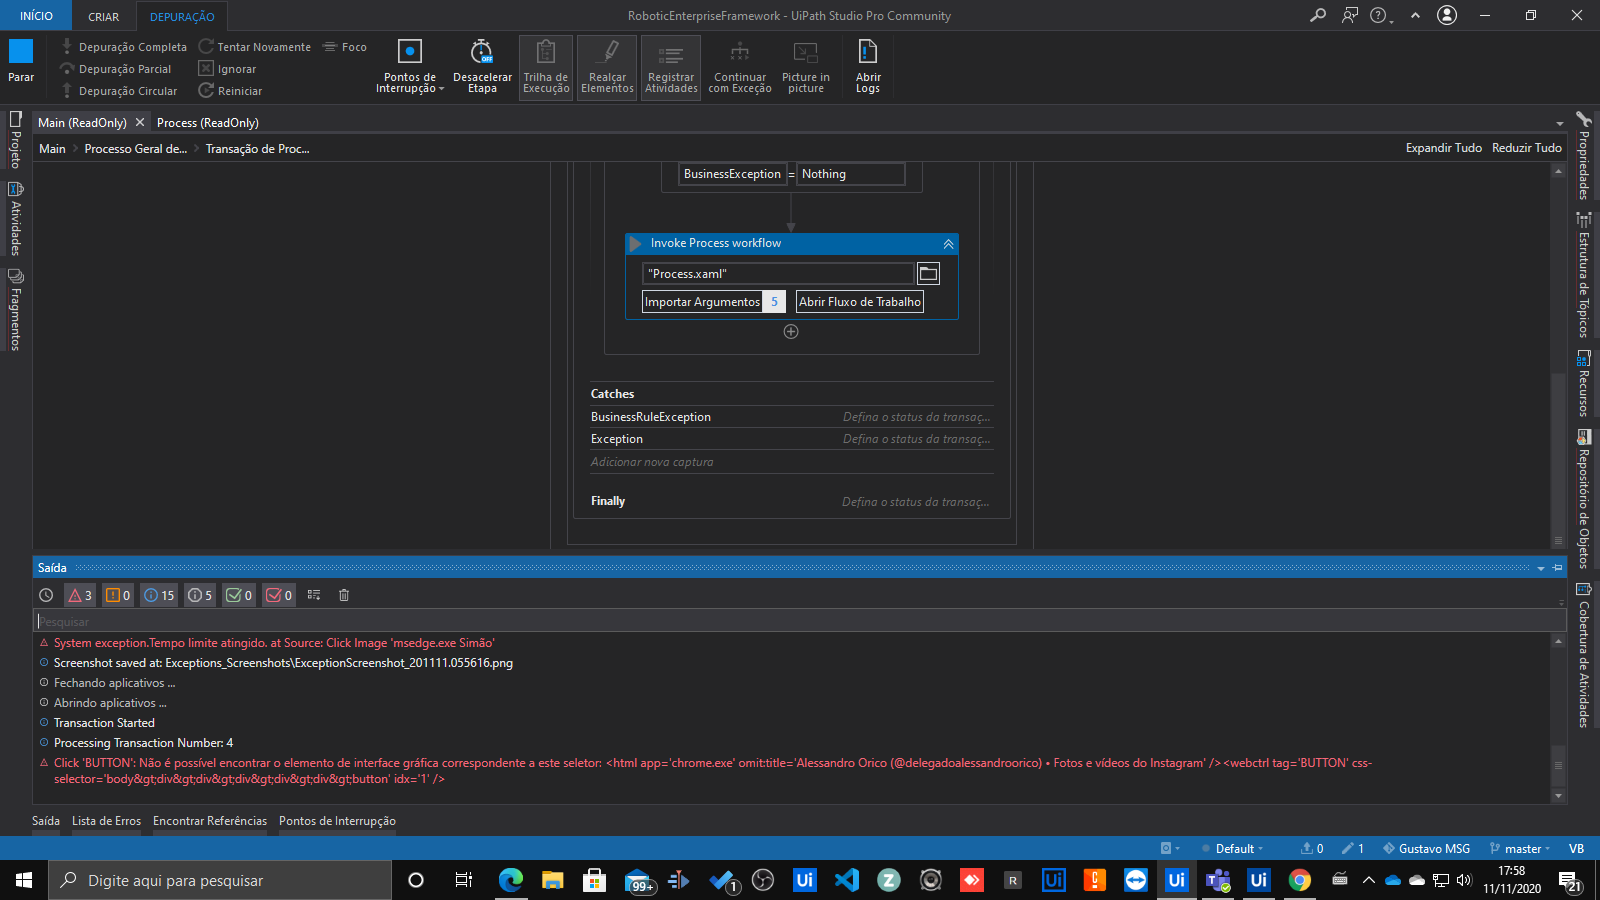 INÍCIO
CRIAR
DEPURAÇÃO
RoboticEnterpriseFramework - UiPath Studio Pro Community
Parar
Depuração Completa
Depuração Parcial
Depuração Circular
Tentar Novamente
Ignorar
Reiniciar
Foco
Pontos de
Interrupção
Desacelerar
Etapa
OFF
Trilha de
Execução
Realçar
Elementos
Registrar
Atividades
Continuar
com Exceção
Picture in
picture
Abrir
Logs
Main (ReadOnly)
Process (ReadOnly)
Main > Processo Geral de... > Transação de Proc...
Expandir Tudo Reduzir Tudo
Projeto
Atividades
Fragmentos
Propriedades
Estrutura de Tópicos
Recursos
Repositório de Objetos
Cobertura de Atividades
BusinessException = Nothing
Invoke Process workflow
"Process.xaml"
Importar Argumentos 5 Abrir Fluxo de Trabalho
Catches
BusinessRuleException Defina o status da transaç...
Exception Defina o status da transaç...
Adicionar nova captura
Finally Defina o status da transaç...
Saída
3 0 15 5 0 0
Pesquisar
System exception.Tempo limite atingido. at Source: Click Image 'msedge.exe Simão'
Screenshot saved at: Exceptions_Screenshots\ExceptionScreenshot_201111.055616.png
Fechando aplicativos ...
Abrindo aplicativos ...
Transaction Started
Processing Transaction Number: 4
Click 'BUTTON': Não é possível encontrar o elemento de interface gráfica correspondente a este seletor: <html app='chrome.exe' omit:title='Alessandro Orico (@delegadoalessandroorico) • Fotos e vídeos do Instagram' /><webctrl tag='BUTTON' css-
selector='body&gt;div&gt;div&gt;div&gt;div&gt;button' idx='1' />
Saída Lista de Erros Encontrar Referências Pontos de Interrupção
Default 0 1 Gustavo MSG master VB
Digite aqui para pesquisar
99+
1
Ui
Z
R
Ui
Ui
Ui
17:58
11/11/2020
21